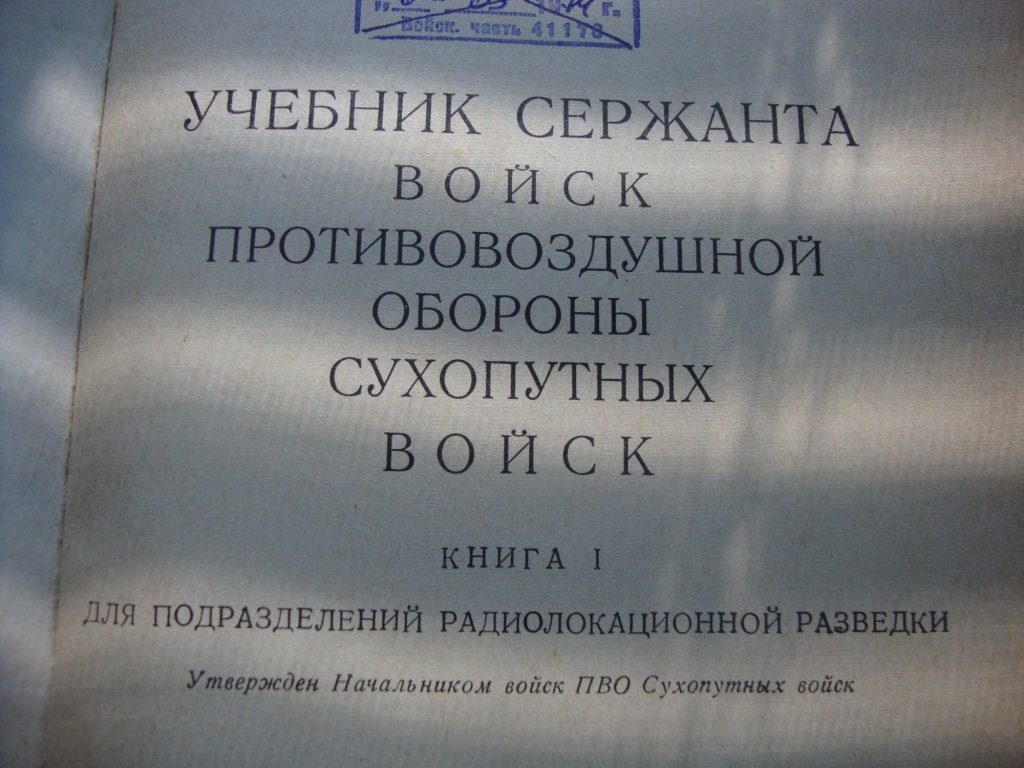 г.
Войск. часть 41173
УЧЕБНИК СЕРЖАНТА
ВОЙСК
ПРОТИВОВОЗДУШНОЙ
ОБОРОНЫ
СУХОПУТНЫХ
ВОЙСК
КНИГА I
ДЛЯ ПОДРАЗДЕЛЕНИЙ РАДИОЛОКАЦИОННОЙ РАЗВЕДКИ
Утвержден Начальником войск ПВО Сухопутных войск